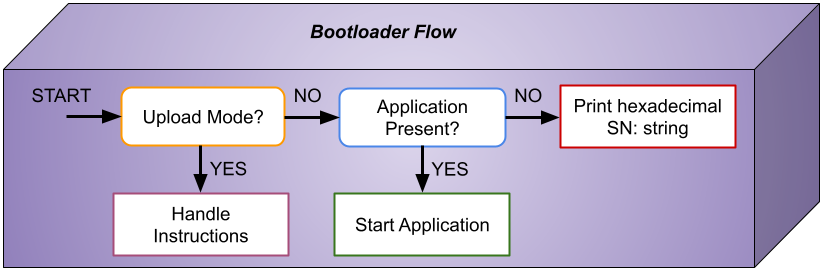 Bootloader Flow
START
Upload Mode?
NO
Application
Present?
NO
Print hexadecimal
SN: string
YES
YES
Handle
Instructions
Start Application